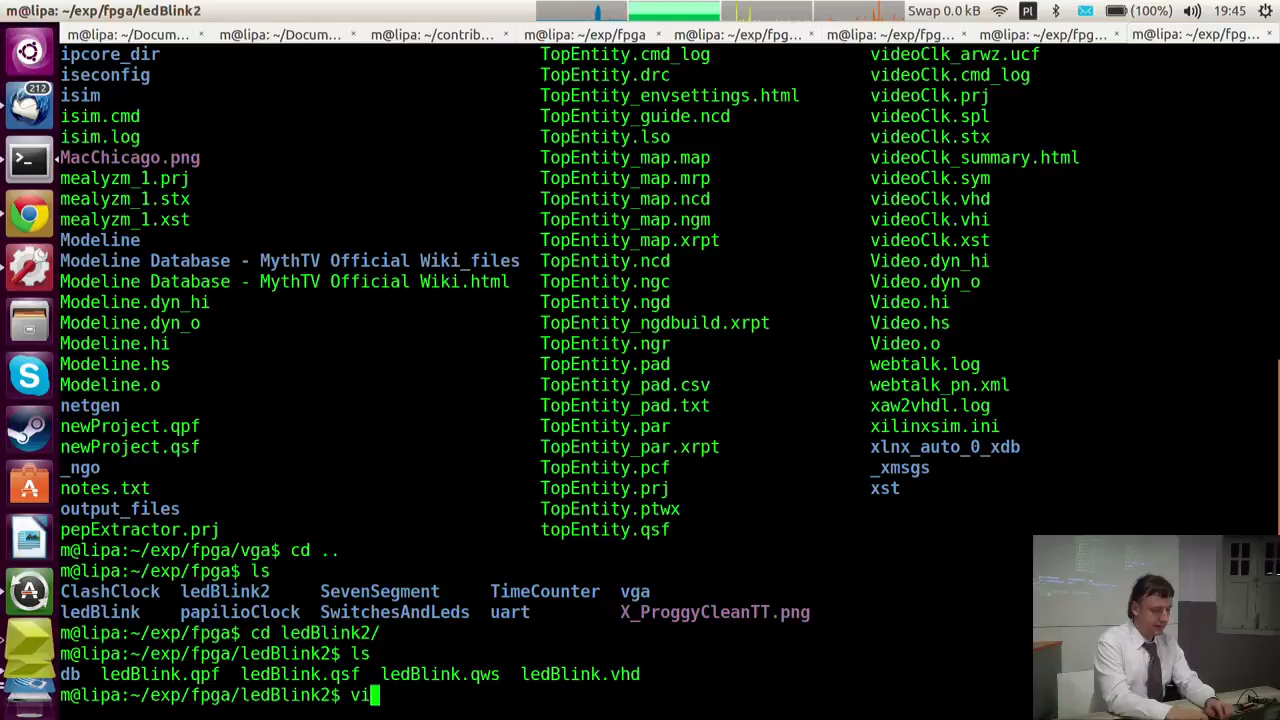 m@lipa: ~/exp/fpga/ledBlink2
Swap 0 kB Pl (100%) 19:45
m@lipa: ~/Docum... × m@lipa: ~/Docum... × m@lipa: ~/contrib... × m@lipa: ~/exp/fpga × m@lipa: ~/exp/fpg... × m@lipa: ~/exp/fpg... × m@lipa: ~/exp/fpg... × m@lipa: ~/exp/fpg... ×
212
ipcore_dir TopEntity.cmd_log videoClk_arwz.ucf
iseconfig TopEntity.drc videoClk.cmd_log
isim TopEntity_envsettings.html videoClk.prj
isim.cmd TopEntity_guide.ncd videoClk.spl
isim.log TopEntity.lso videoClk.stx
MacChicago.png TopEntity_map.map videoClk_summary.html
mealyzm_1.prj TopEntity_map.mrp videoClk.sym
mealyzm_1.stx TopEntity_map.ncd videoClk.vhd
mealyzm_1.xst TopEntity_map.ngm videoClk.vhi
Modeline TopEntity_map.xrpt videoClk.xst
Modeline Database - MythTV Official Wiki_files TopEntity.ncd Video.dyn_hi
Modeline Database - MythTV Official Wiki.html TopEntity.ngc Video.dyn_o
Modeline.dyn_hi TopEntity.ngd Video.hi
Modeline.dyn_o TopEntity_ngdbuild.xrpt Video.hs
Modeline.hi TopEntity.ngr Video.o
Modeline.hs TopEntity.pad webtalk.log
Modeline.o TopEntity_pad.csv webtalk_pn.xml
netgen TopEntity_pad.txt xaw2vhdl.log
newProject.qpf TopEntity.par xilinxsim.ini
newProject.qsf TopEntity_par.xrpt xlnx_auto_0_xdb
_ngo TopEntity.pcf _xmsgs
notes.txt TopEntity.prj xst
output_files TopEntity.ptwx
pepExtractor.prj topEntity.qsf
m@lipa:~/exp/fpga/vga$ cd ..
m@lipa:~/exp/fpga$ ls
ClashClock ledBlink2 SevenSegment TimeCounter vga
ledBlink papilioClock SwitchesAndLeds uart X_ProggyCleanTT.png
m@lipa:~/exp/fpga$ cd ledBlink2/
m@lipa:~/exp/fpga/ledBlink2$ ls
db ledBlink.qpf ledBlink.qsf ledBlink.qws ledBlink.vhd
m@lipa:~/exp/fpga/ledBlink2$ vi